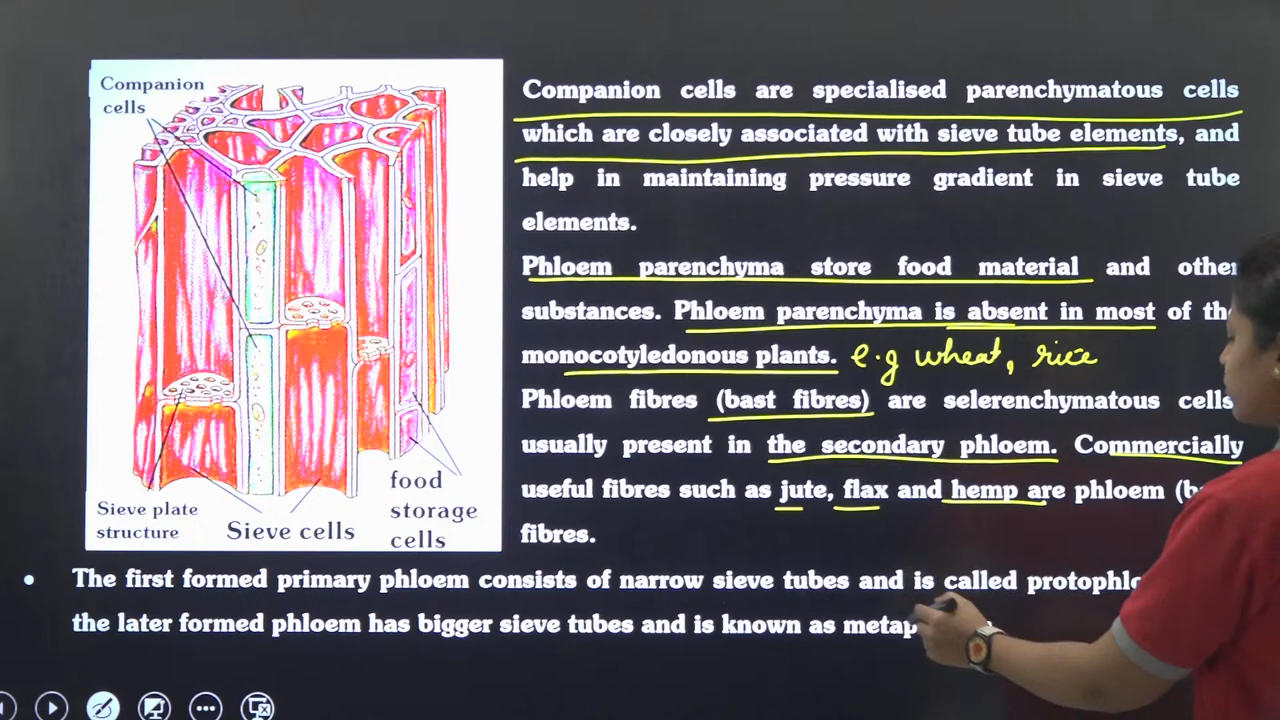 Companion
cells
Companion cells are specialised parenchymatous cells
which are closely associated with sieve tube elements, and
help in maintaining pressure gradient in sieve tube
elements.
Phloem parenchyma store food material and other
substances. Phloem parenchyma is absent in most of
monocotyledonous plants. e.g wheat, rice
Phloem fibres (bast fibres) are selerenchymatous cells
usually present in the secondary phloem. Commercially
useful fibres such as jute, flax and hemp are phloem
fibres.
Sieve plate
structure
Sieve cells
food
storage
cells
• The first formed primary phloem consists of narrow sieve tubes and is called
the later formed phloem has bigger sieve tubes and is known as